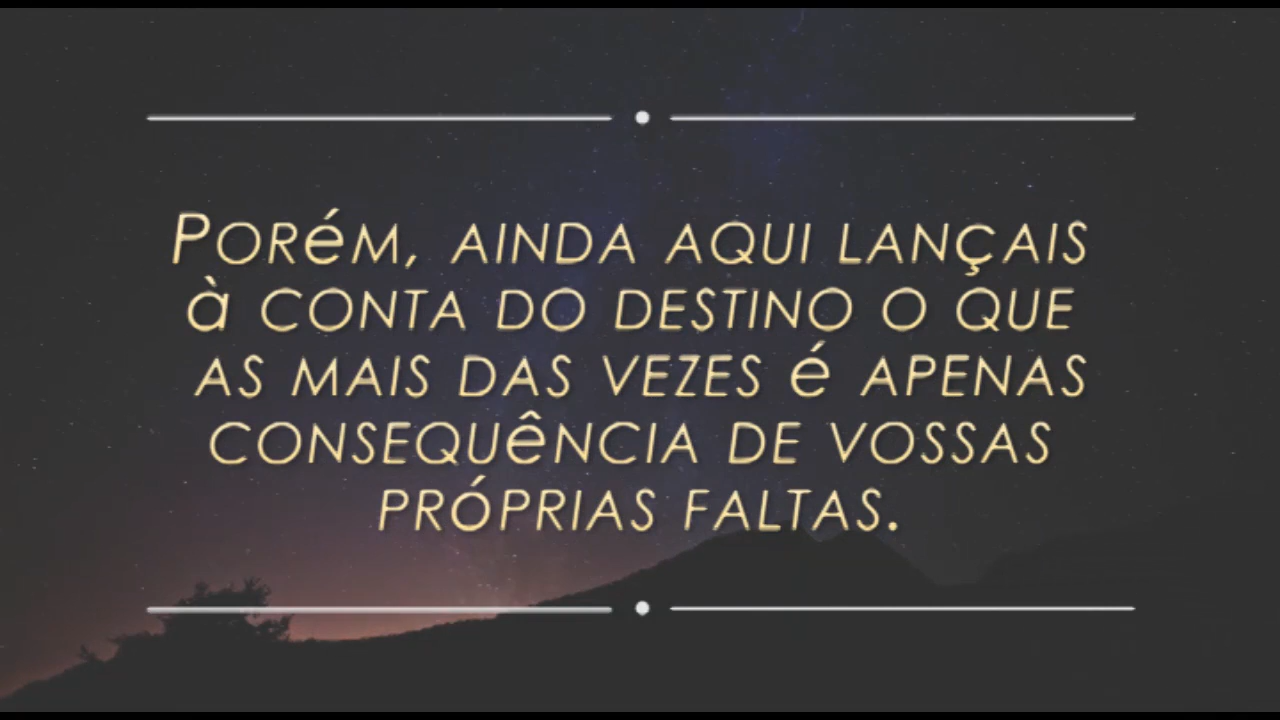 Porém, ainda aqui lançais
à conta do destino o que
as mais das vezes é apenas
consequência de vossas
próprias faltas.